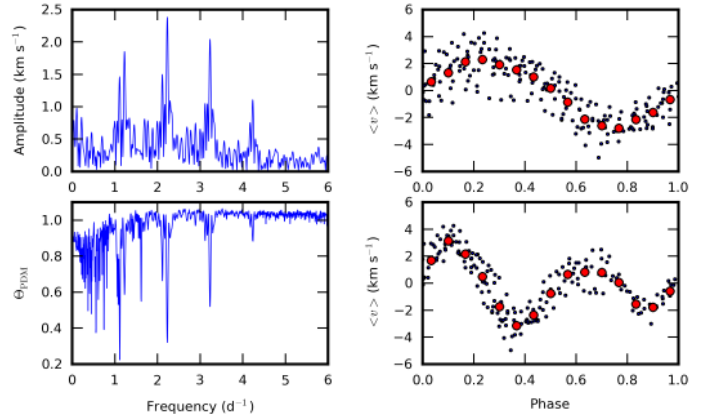 Amplitude (km s⁻¹)
2.5
2.0
1.5
1.0
0.5
0.0
0 1 2 3 4 5 6
<v> (km s⁻¹)
6
4
2
0
−2
−4
−6
0.0 0.2 0.4 0.6 0.8 1.0
Phase
Θ_PDM
1.0
0.8
0.6
0.4
0.2
0 1 2 3 4 5 6
Frequency (d⁻¹)
<v> (km s⁻¹)
6
4
2
0
−2
−4
−6
0.0 0.2 0.4 0.6 0.8 1.0
Phase